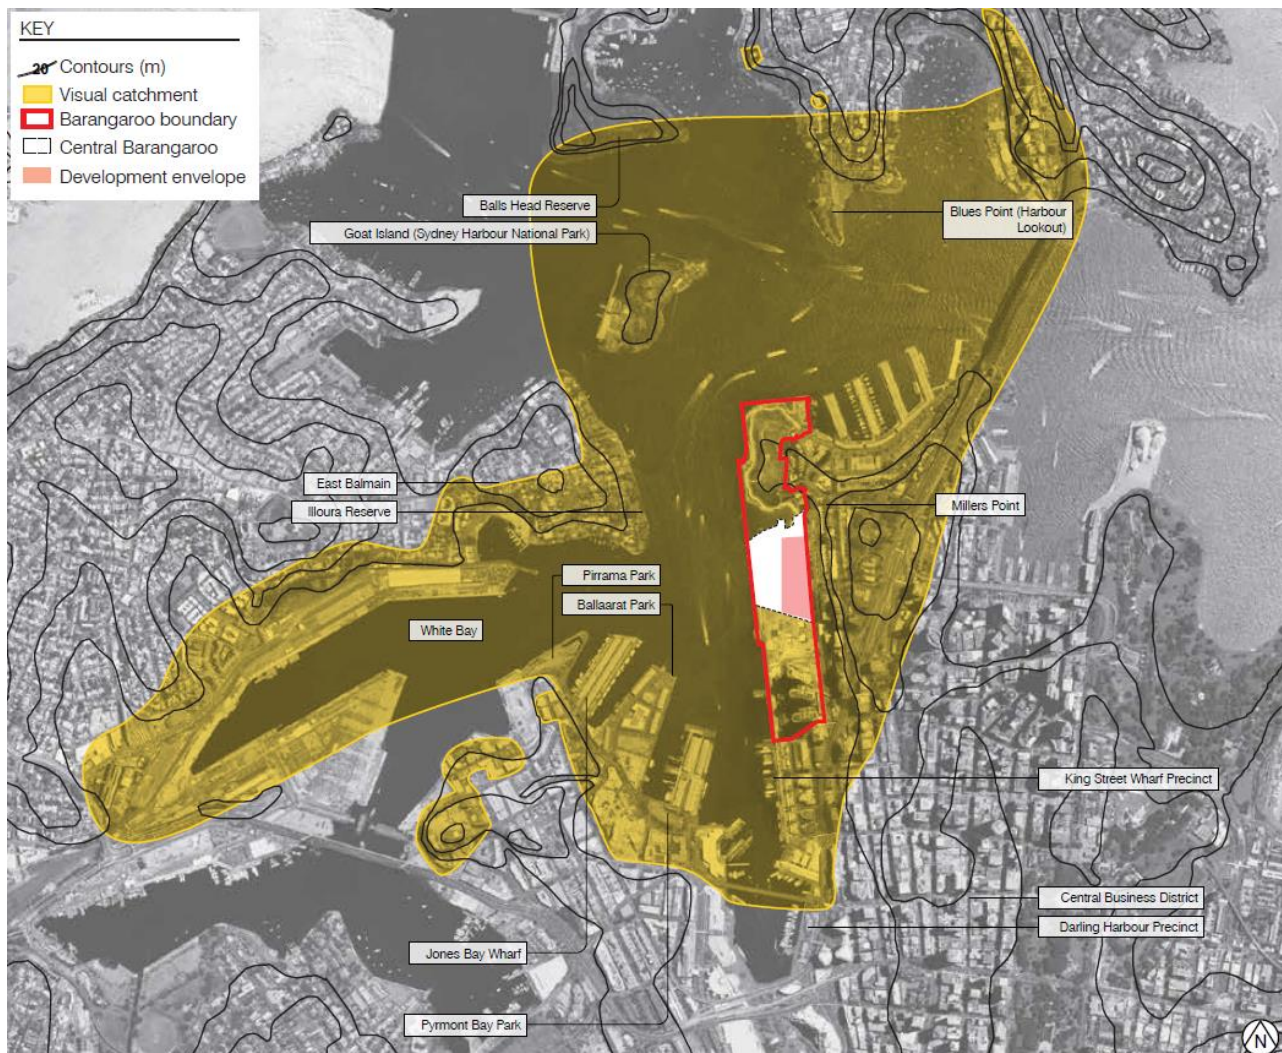 KEY
20 Contours (m)
Visual catchment
Barangaroo boundary
Central Barangaroo
Development envelope
Balls Head Reserve
Goat Island (Sydney Harbour National Park)
Blues Point (Harbour
Lookout)
East Balmain
Illoura Reserve
Millers Point
Pirrama Park
Ballaarat Park
White Bay
King Street Wharf Precinct
Central Business District
Darling Harbour Precinct
Jones Bay Wharf
Pyrmont Bay Park
N